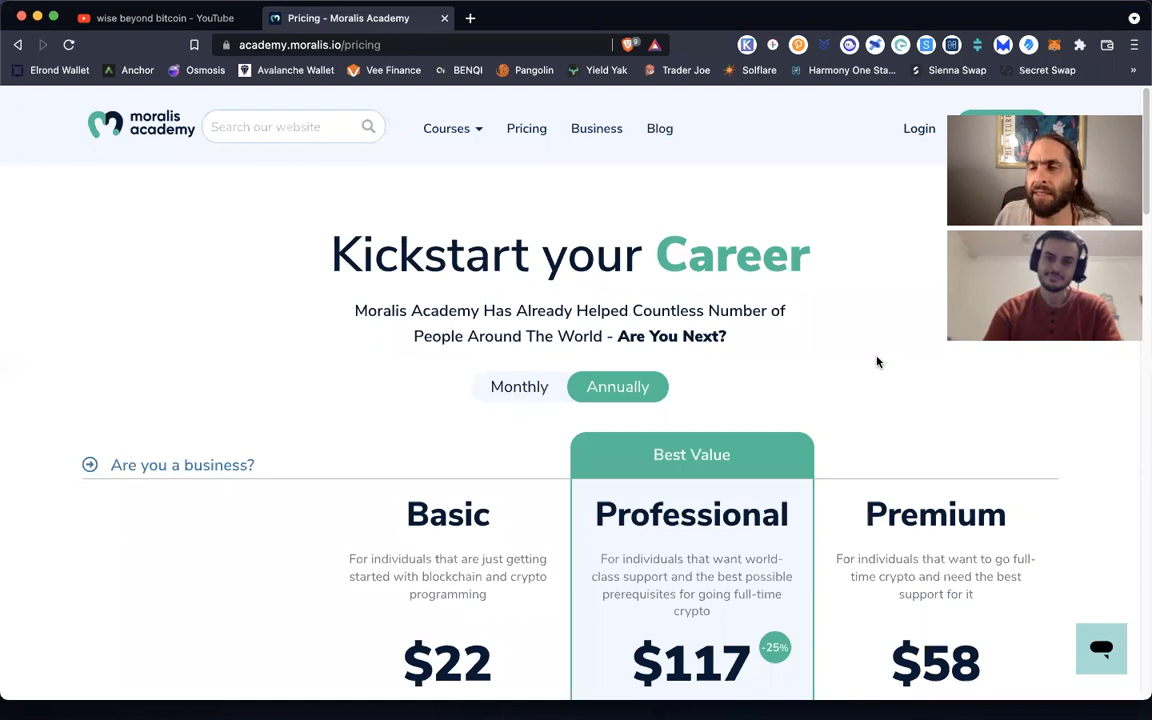 wise beyond bitcoin - YouTube
Pricing - Moralis Academy
academy.moralis.io/pricing
9
Elrond Wallet
Anchor
Osmosis
Avalanche Wallet
Vee Finance
BENQI
Pangolin
Yield Yak
Trader Joe
Solflare
Harmony One Sta...
Sienna Swap
Secret Swap
»
moralis
academy
Search our website
Courses
Pricing
Business
Blog
Login
Kickstart your Career
Moralis Academy Has Already Helped Countless Number of
People Around The World - Are You Next?
Monthly
Annually
Are you a business?
Best Value
Basic
For individuals that are just getting
started with blockchain and crypto
programming
$22
Professional
For individuals that want world-
class support and the best possible
prerequisites for going full-time
crypto
$117
-25%
Premium
For individuals that want to go full-
time crypto and need the best
support for it
$58